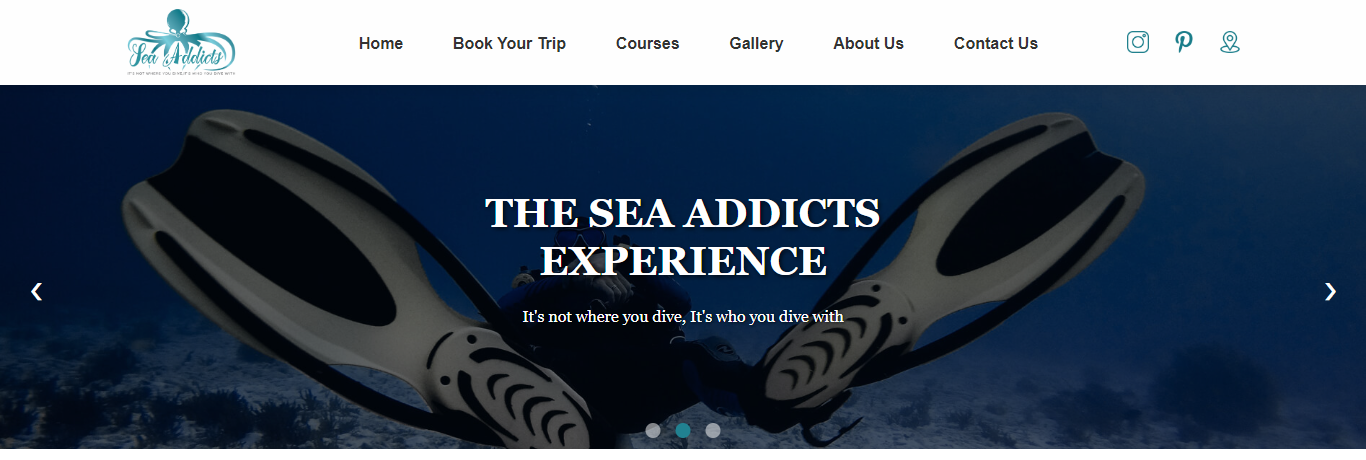 Sea Addicts
IT'S NOT WHERE YOU DIVE, IT'S WHO YOU DIVE WITH
Home
Book Your Trip
Courses
Gallery
About Us
Contact Us
THE SEA ADDICTS
EXPERIENCE
It's not where you dive, It's who you dive with